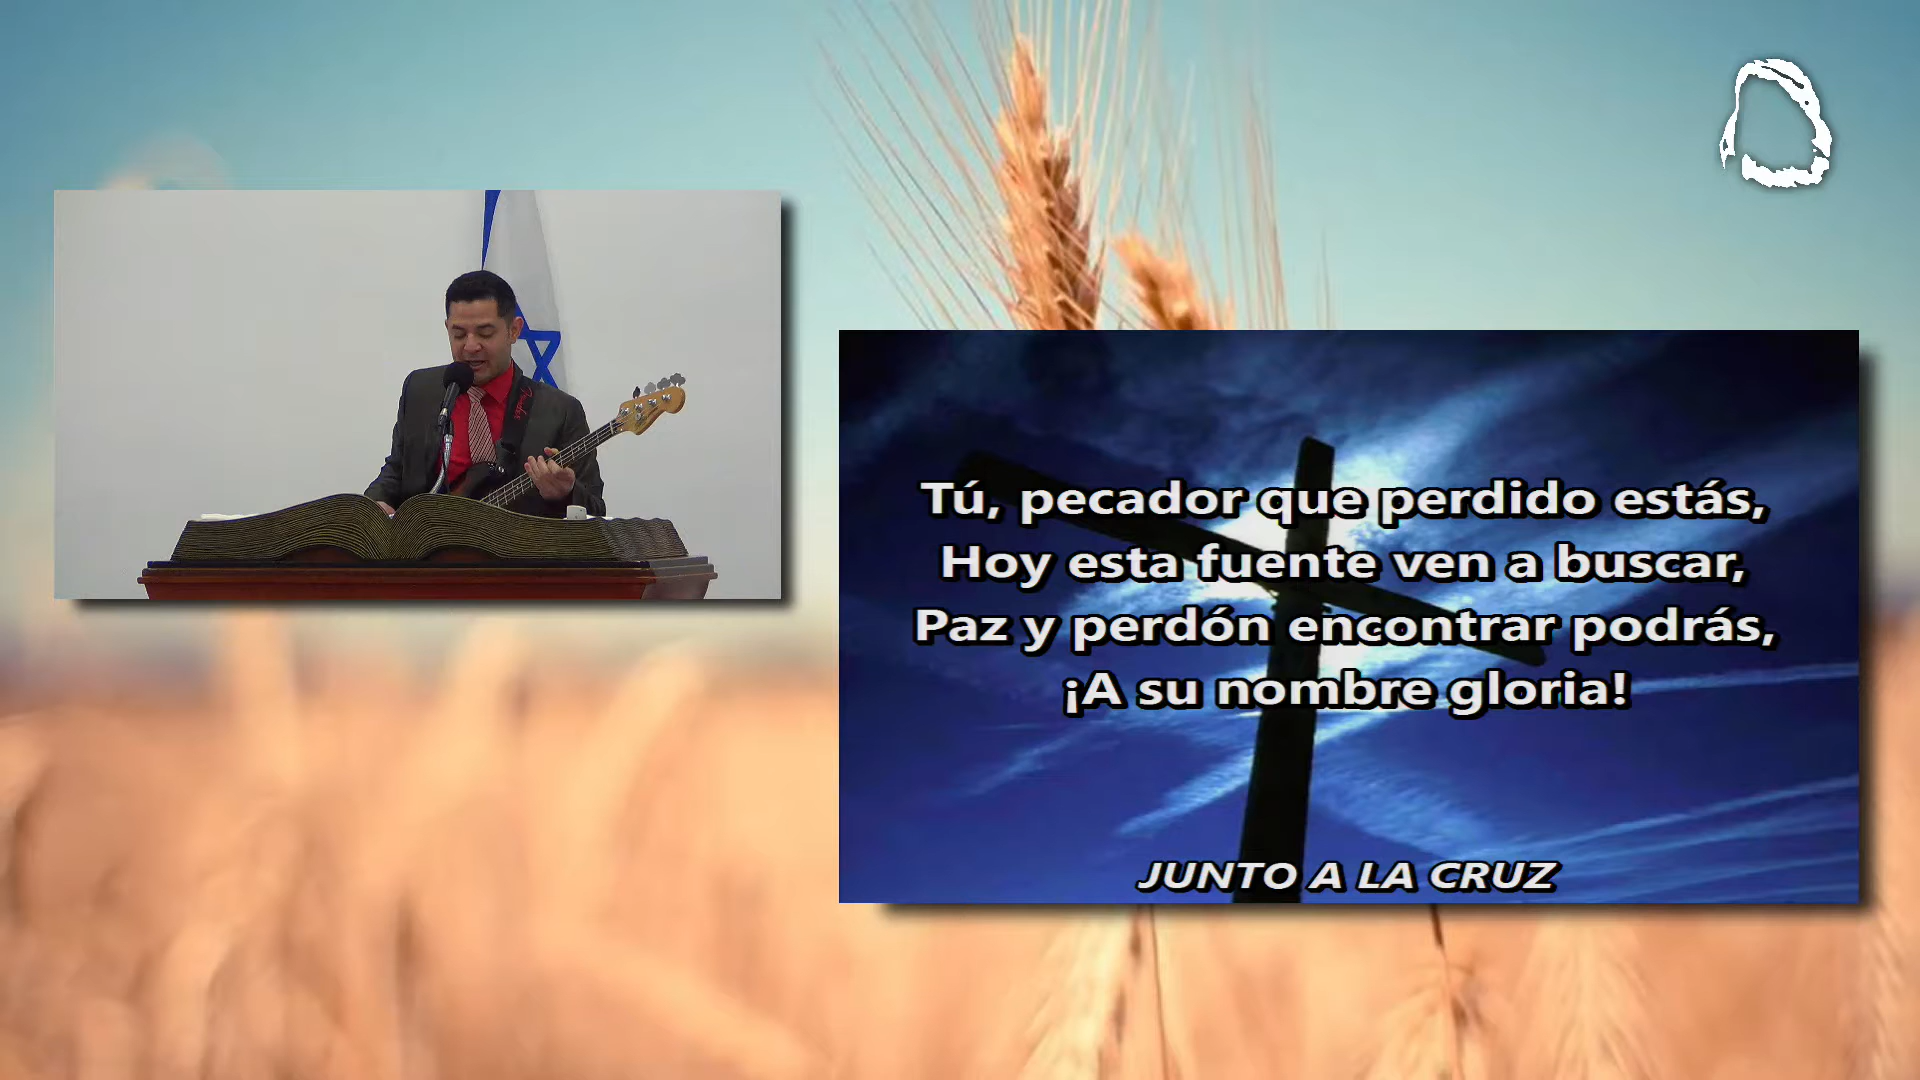 Tú, pecador que perdido estás,
Hoy esta fuente ven a buscar,
Paz y perdón encontrar podrás,
¡A su nombre gloria!
JUNTO A LA CRUZ
Fender